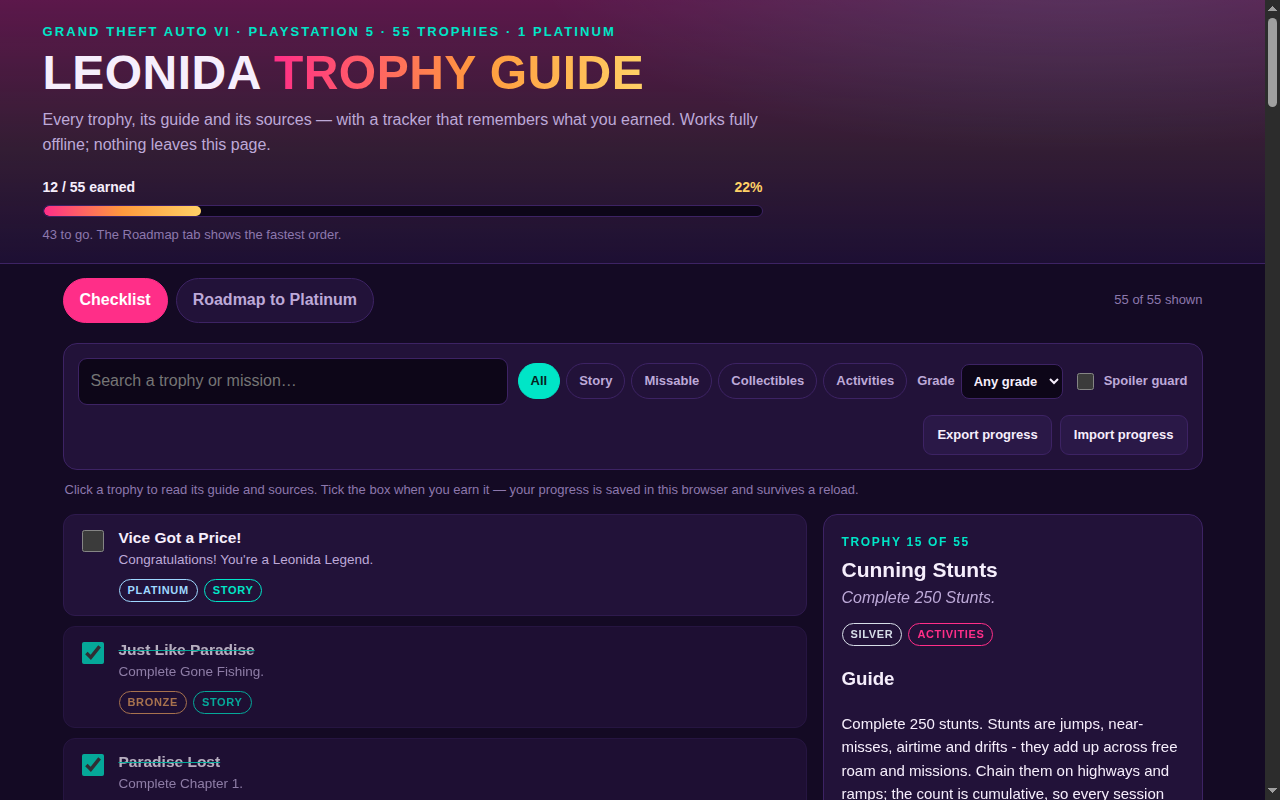 GRAND THEFT AUTO VI · PLAYSTATION 5 · 55 TROPHIES · 1 PLATINUM
LEONIDA TROPHY GUIDE
Every trophy, its guide and its sources — with a tracker that remembers what you earned. Works fully
offline; nothing leaves this page.
12 / 55 earned
22%
43 to go. The Roadmap tab shows the fastest order.
Checklist
Roadmap to Platinum
55 of 55 shown
Search a trophy or mission…
All
Story
Missable
Collectibles
Activities
Grade
Any grade
Spoiler guard
Export progress
Import progress
Click a trophy to read its guide and sources. Tick the box when you earn it — your progress is saved in this browser and survives a reload.
Vice Got a Price!
Congratulations! You're a Leonida Legend.
PLATINUM
STORY
Just Like Paradise
Complete Gone Fishing.
BRONZE
STORY
Paradise Lost
Complete Chapter 1.
TROPHY 15 OF 55
Cunning Stunts
Complete 250 Stunts.
SILVER
ACTIVITIES
Guide
Complete 250 stunts. Stunts are jumps, near-
misses, airtime and drifts - they add up across free
roam and missions. Chain them on highways and
ramps; the count is cumulative, so every session